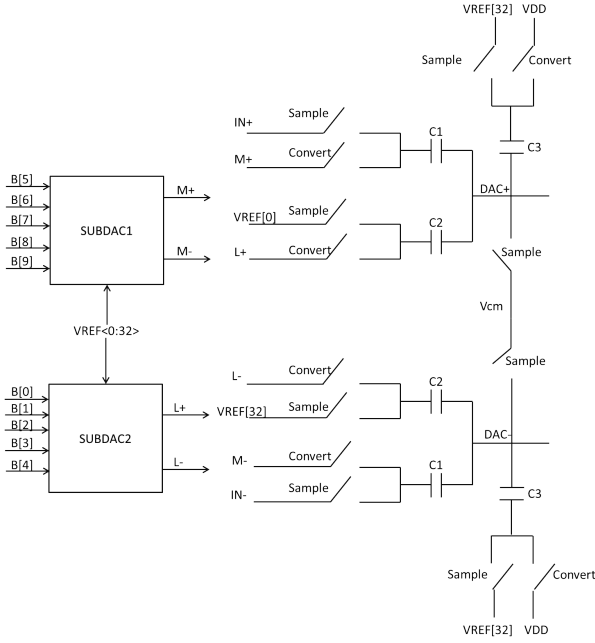 VREF[32] VDD
Sample Convert
C3
IN+ Sample
M+ Convert
C1
VREF[0] Sample
L+ Convert
C2
DAC+
B[5]
B[6]
B[7]
B[8]
B[9]
SUBDAC1
M+
M-
Sample
Vcm
Sample
VREF<0:32>
B[0]
B[1]
B[2]
B[3]
B[4]
SUBDAC2
L+
L-
L- Convert
VREF[32] Sample
C2
M- Convert
IN- Sample
C1
DAC-
C3
Sample Convert
VREF[32] VDD